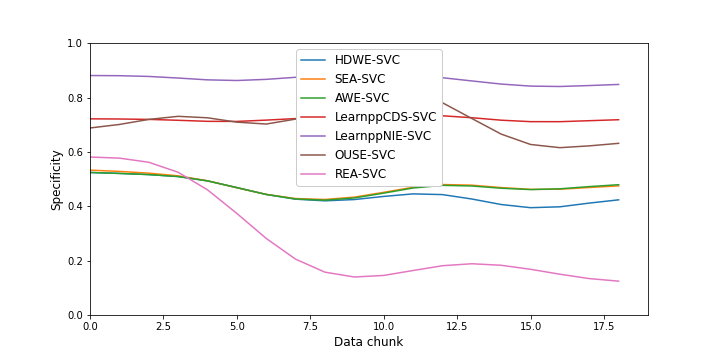 1.0
0.8
0.6
0.4
0.2
0.0
Specificity
HDWE-SVC
SEA-SVC
AWE-SVC
LearnppCDS-SVC
LearnppNIE-SVC
OUSE-SVC
REA-SVC
0.0 2.5 5.0 7.5 10.0 12.5 15.0 17.5
Data chunk